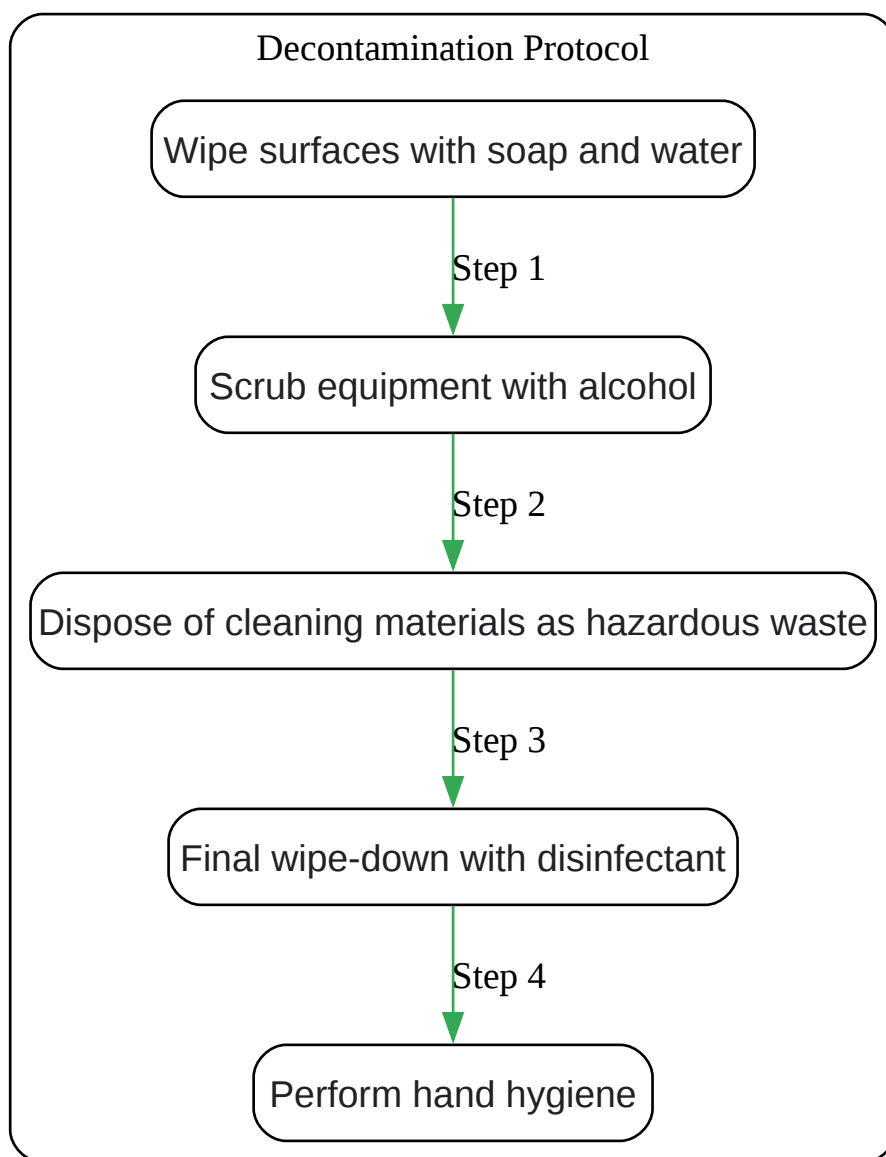 Decontamination Protocol
Wipe surfaces with soap and water
Step 1
Scrub equipment with alcohol
Step 2
Dispose of cleaning materials as hazardous waste
Step 3
Final wipe-down with disinfectant
Step 4
Perform hand hygiene